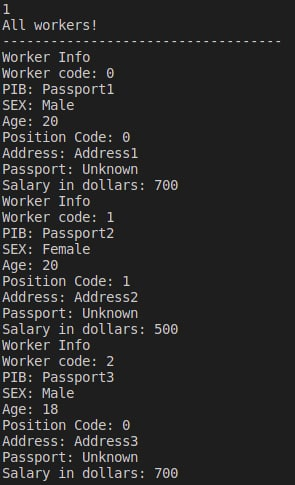 1
All workers!
-----------------------------------
Worker Info
Worker code: 0
PIB: Passport1
SEX: Male
Age: 20
Position Code: 0
Address: Address1
Passport: Unknown
Salary in dollars: 700
Worker Info
Worker code: 1
PIB: Passport2
SEX: Female
Age: 20
Position Code: 1
Address: Address2
Passport: Unknown
Salary in dollars: 500
Worker Info
Worker code: 2
PIB: Passport3
SEX: Male
Age: 18
Position Code: 0
Address: Address3
Passport: Unknown
Salary in dollars: 700